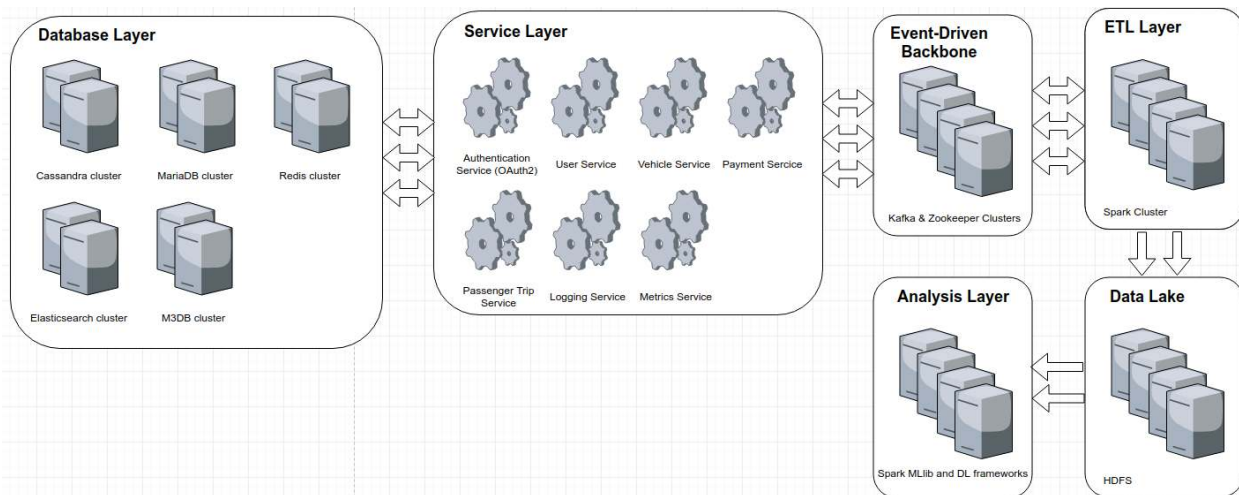 Database Layer
Cassandra cluster
MariaDB cluster
Redis cluster
Elasticsearch cluster
M3DB cluster
Service Layer
Authentication
Service (OAuth2)
User Service
Vehicle Service
Payment Sercice
Passenger Trip
Service
Logging Service
Metrics Service
Event-Driven
Backbone
Kafka & Zookeeper Clusters
ETL Layer
Spark Cluster
Analysis Layer
Spark MLlib and DL frameworks
Data Lake
HDFS